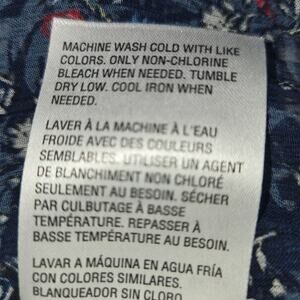 MACHINE WASH COLD WITH LIKE
COLORS. ONLY NON-CHLORINE
BLEACH WHEN NEEDED. TUMBLE
DRY LOW. COOL IRON WHEN
NEEDED.
LAVER À LA MACHINE À L'EAU
FROIDE AVEC DES COULEURS
SEMBLABLES. UTILISER UN AGENT
DE BLANCHIMENT NON CHLORÉ
SEULEMENT AU BESOIN. SÉCHER
PAR CULBUTAGE À BASSE
TEMPÉRATURE. REPASSER À
BASSE TEMPÉRATURE AU BESOIN.
LAVAR A MÁQUINA EN AGUA FRÍA
CON COLORES SIMILARES.
BLANQUEADOR SIN CLORO